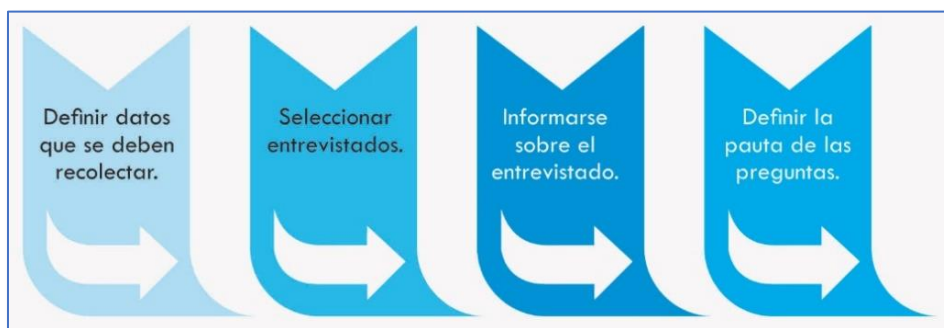 Definir datos
que se deben
recolectar.
Seleccionar
entrevistados.
Informarse
sobre el
entrevistado.
Definir la
pauta de las
preguntas.